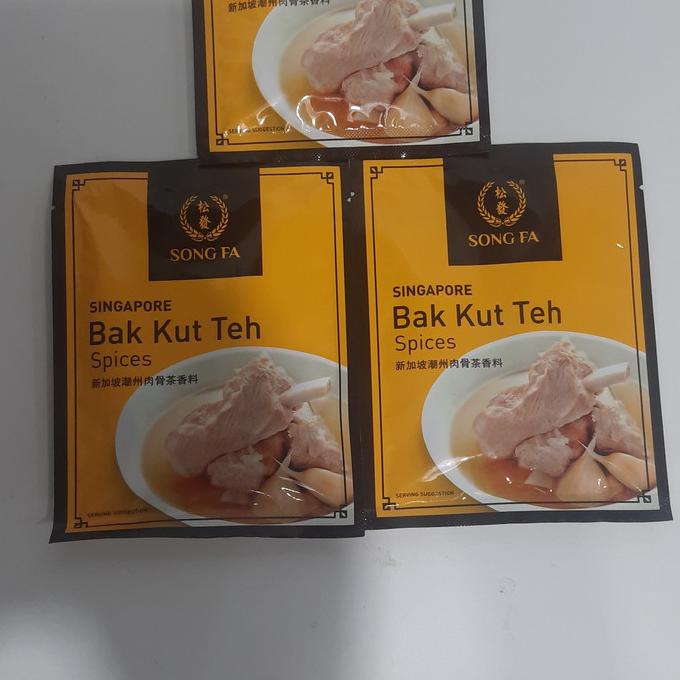 新加坡潮州肉骨茶香料
SERVING SUGGESTION
松發
®
SONG FA
SINGAPORE
Bak Kut Teh
Spices
新加坡潮州肉骨茶香料
SERVING SUGGESTION
松發
®
SONG FA
SINGAPORE
Bak Kut Teh
Spices
新加坡潮州肉骨茶香料
SERVING SUGGESTION